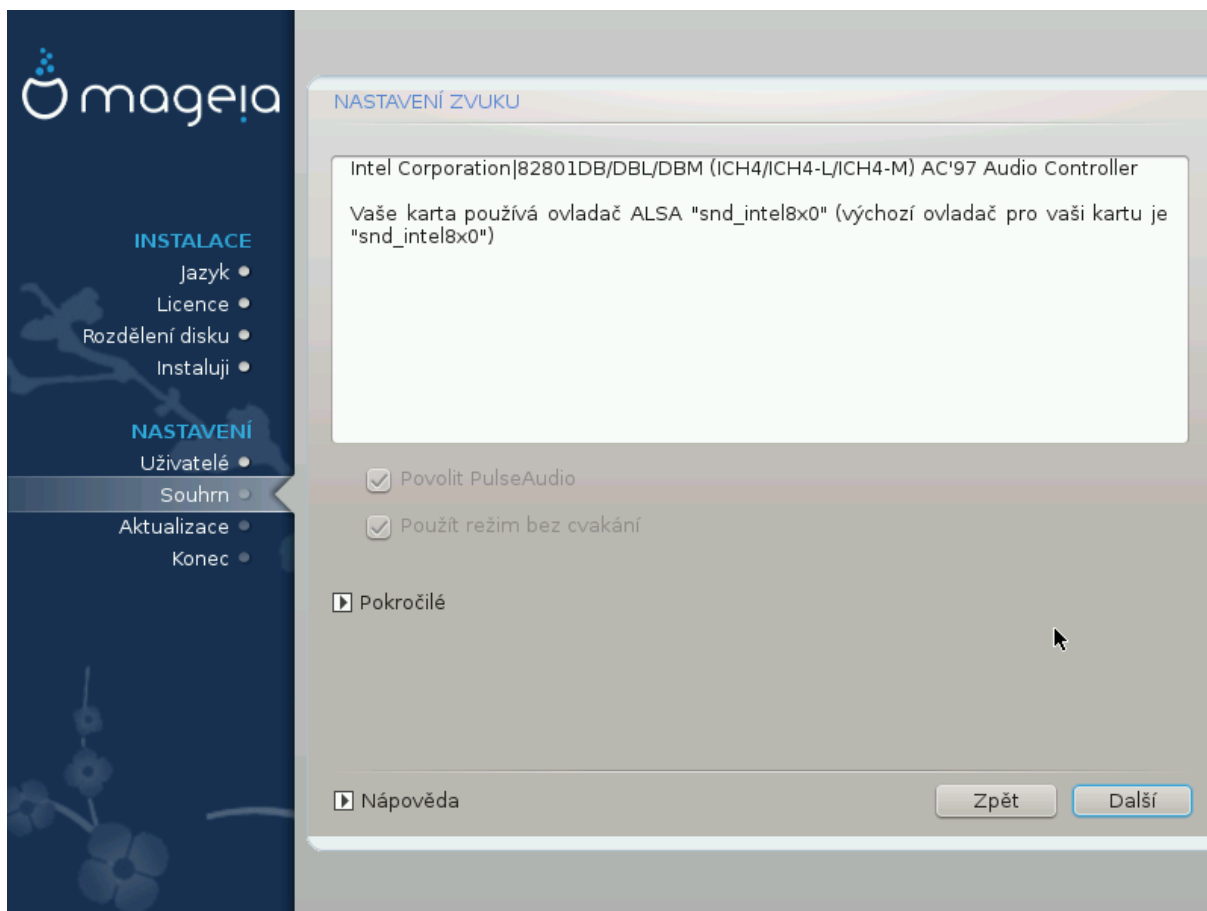 mageia
INSTALACE
Jazyk
Licence
Rozdělení disku
Instaluji
NASTAVENÍ
Uživatelé
Souhrn
Aktualizace
Konec
NASTAVENÍ ZVUKU
Intel Corporation|82801DB/DBL/DBM (ICH4/ICH4-L/ICH4-M) AC'97 Audio Controller
Vaše karta používá ovladač ALSA "snd_intel8x0" (výchozí ovladač pro vaši kartu je
"snd_intel8x0")
Povolit PulseAudio
Použít režim bez cvakání
Pokročilé
Nápověda
Zpět
Další